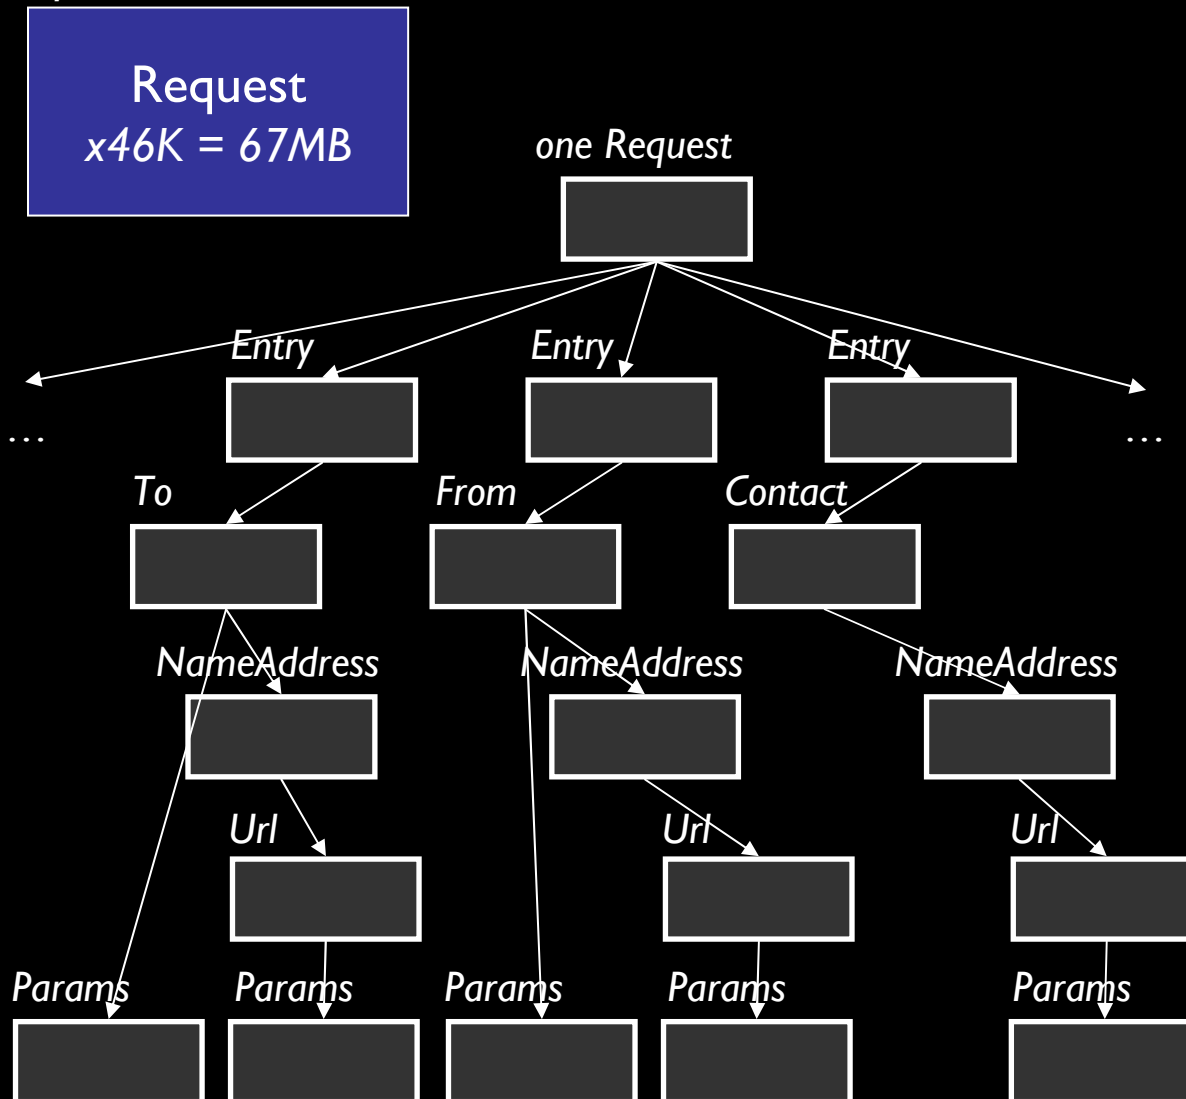 Request
x46K = 67MB
one Request
Entry Entry Entry
… …
To From Contact
NameAddress NameAddress NameAddress
Url Url Url
Params Params Params Params Params